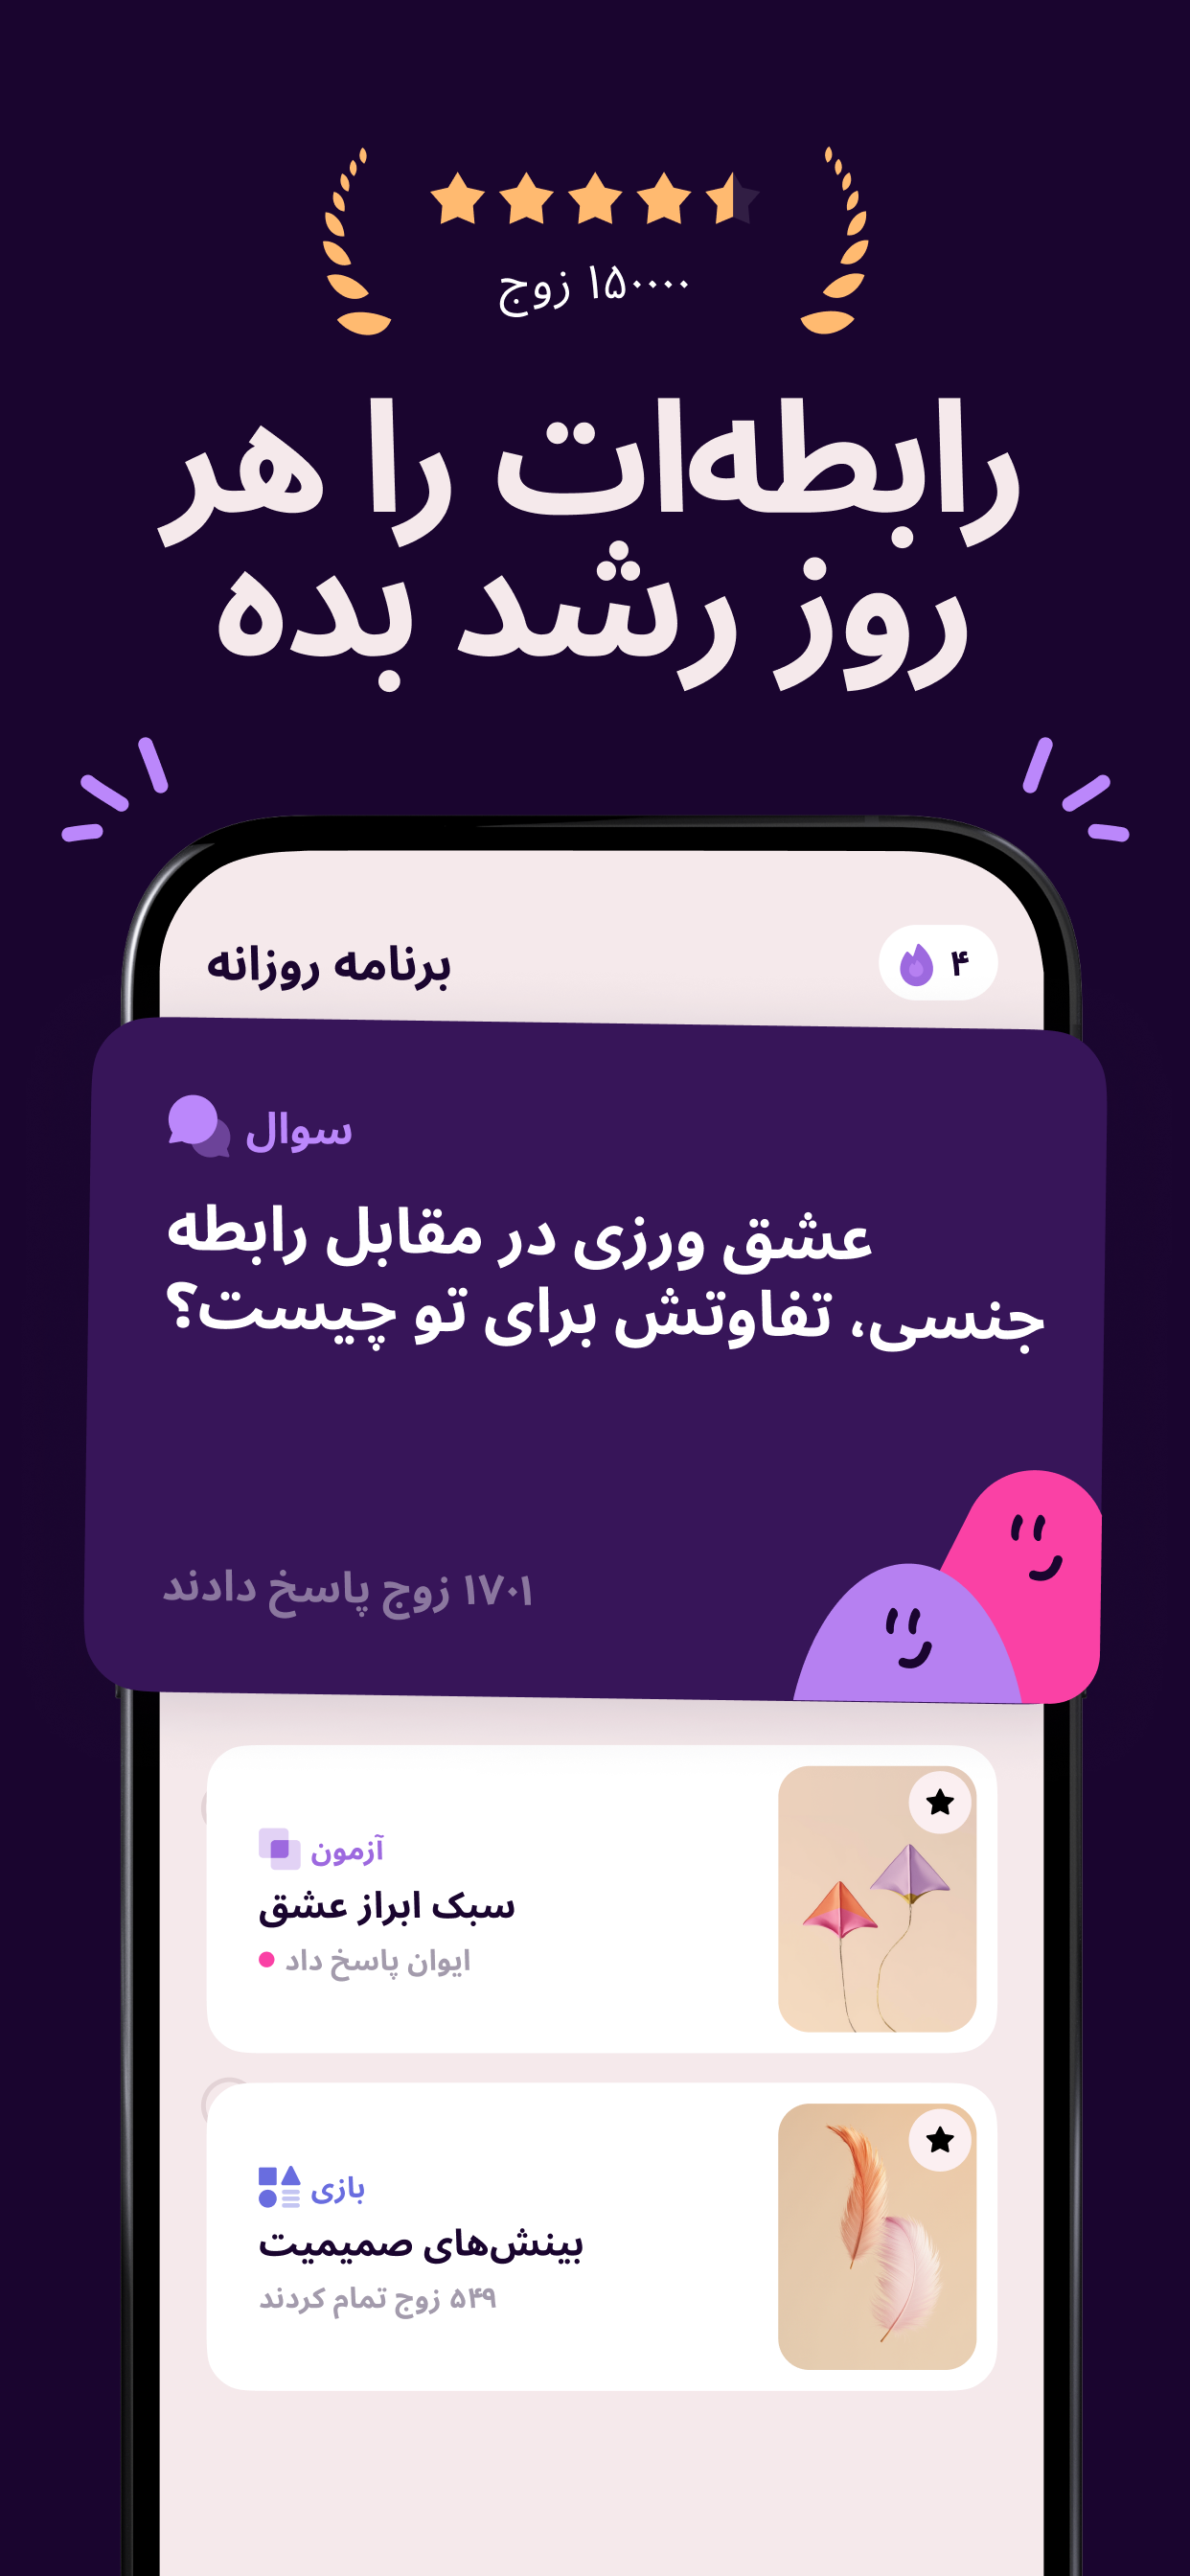 ۱۵۰۰۰۰ زوج
رابطه‌ات را هر
روز رشد بده
برنامه روزانه
۴
سوال
عشق ورزی در مقابل رابطه
جنسی، تفاوتش برای تو چیست؟
۱۷۰۱ زوج پاسخ دادند
آزمون
سبک ابراز عشق
ایوان پاسخ داد
بازی
بینش‌های صمیمیت
۵۴۹ زوج تمام کردند